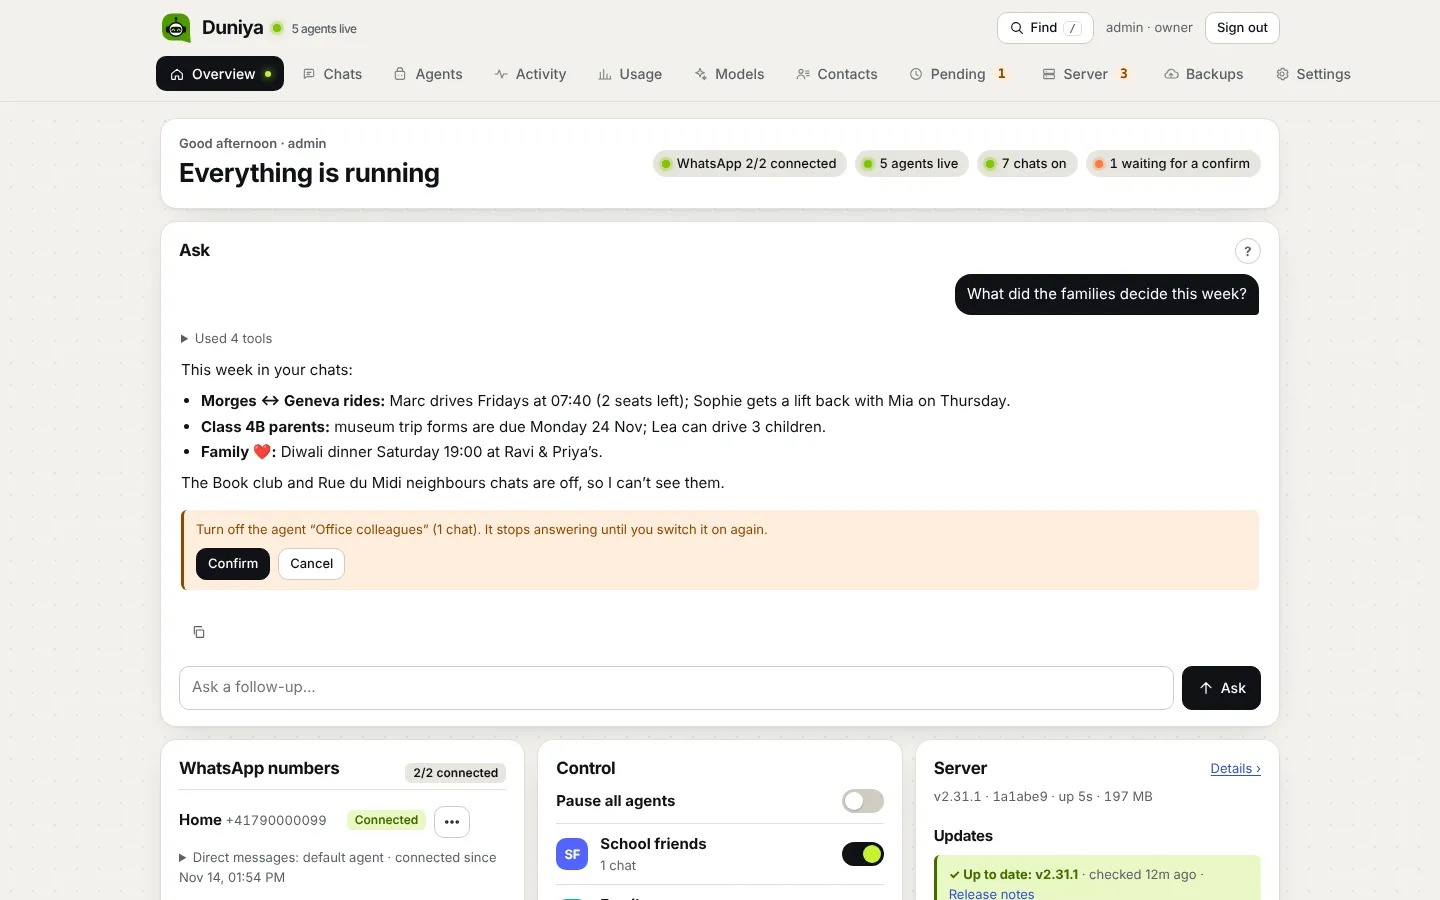 Duniya 5 agents live
Find / admin · owner Sign out
Overview Chats Agents Activity Usage Models Contacts Pending 1 Server 3 Backups Settings
Good afternoon · admin
Everything is running
WhatsApp 2/2 connected 5 agents live 7 chats on 1 waiting for a confirm
Ask ?
What did the families decide this week?
Used 4 tools
This week in your chats:
• Morges ↔ Geneva rides: Marc drives Fridays at 07:40 (2 seats left); Sophie gets a lift back with Mia on Thursday.
• Class 4B parents: museum trip forms are due Monday 24 Nov; Lea can drive 3 children.
• Family ❤️: Diwali dinner Saturday 19:00 at Ravi & Priya’s.
The Book club and Rue du Midi neighbours chats are off, so I can’t see them.
Turn off the agent “Office colleagues” (1 chat). It stops answering until you switch it on again.
Confirm Cancel
Ask a follow-up...
Ask
WhatsApp numbers 2/2 connected
Home +41790000099 Connected •••
Direct messages: default agent · connected since
Nov 14, 01:54 PM
Control
Pause all agents
SF School friends
1 chat
Server Details ›
v2.31.1 · 1a1abe9 · up 5s · 197 MB
Updates
✓ Up to date: v2.31.1 · checked 12m ago ·
Release notes